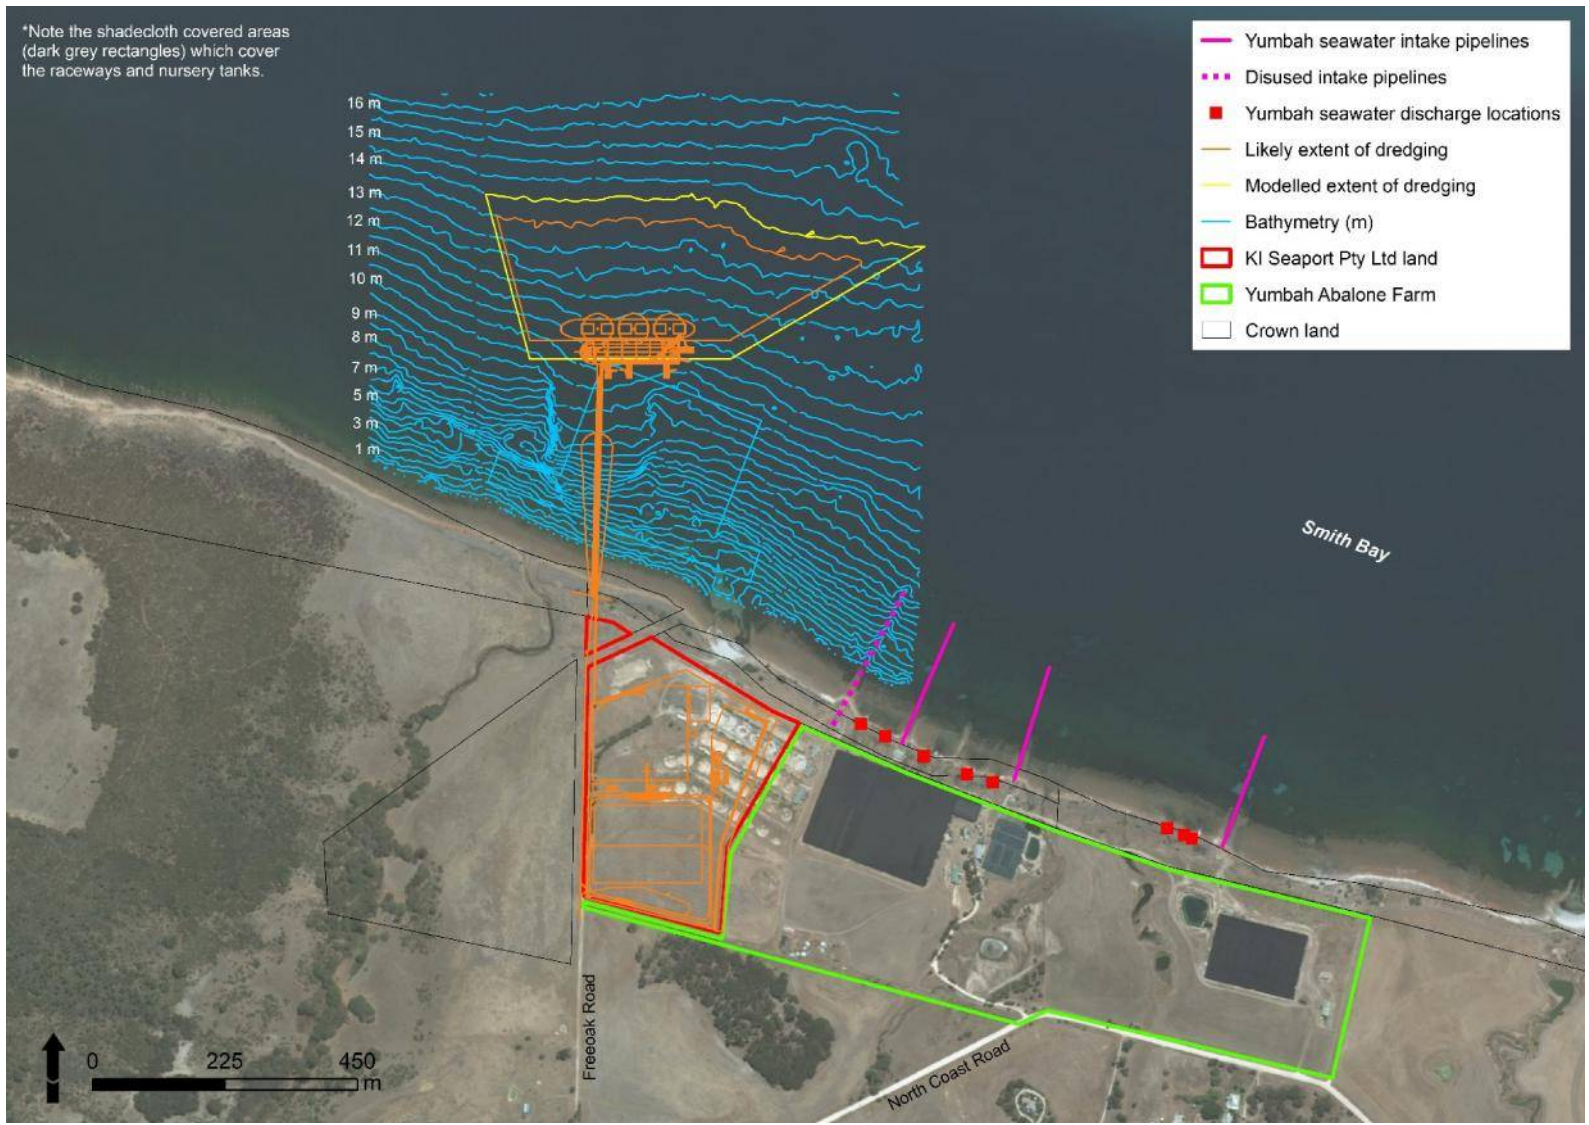 *Note the shadecloth covered areas
(dark grey rectangles) which cover
the raceways and nursery tanks.
Yumbah seawater intake pipelines
Disused intake pipelines
Yumbah seawater discharge locations
Likely extent of dredging
Modelled extent of dredging
Bathymetry (m)
KI Seaport Pty Ltd land
Yumbah Abalone Farm
Crown land
16 m
15 m
14 m
13 m
12 m
11 m
10 m
9 m
8 m
7 m
5 m
3 m
1 m
Smith Bay
Freeoak Road
North Coast Road
0 225 450
m